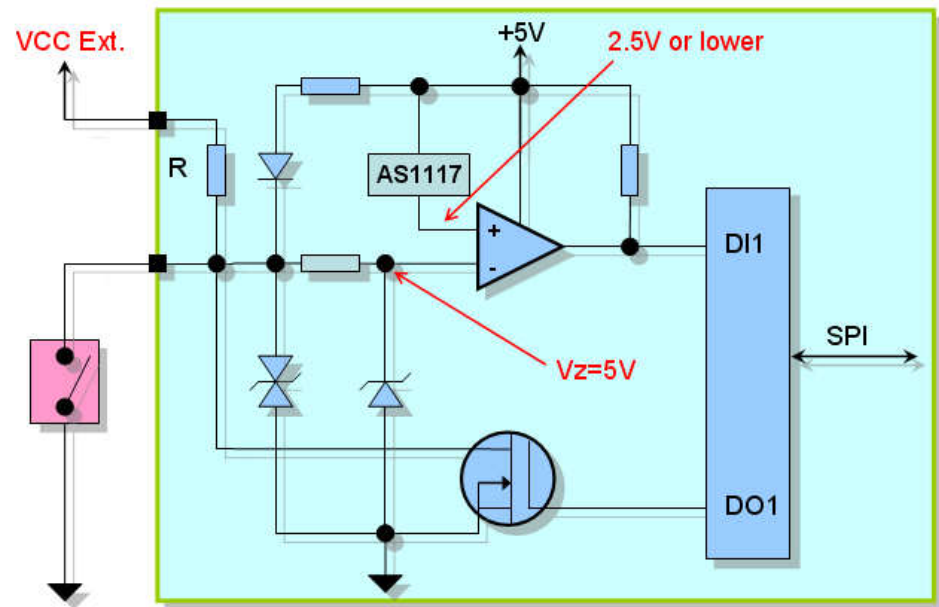 VCC Ext.
+5V
2.5V or lower
R
AS1117
+
-
DI1
SPI
Vz=5V
DO1